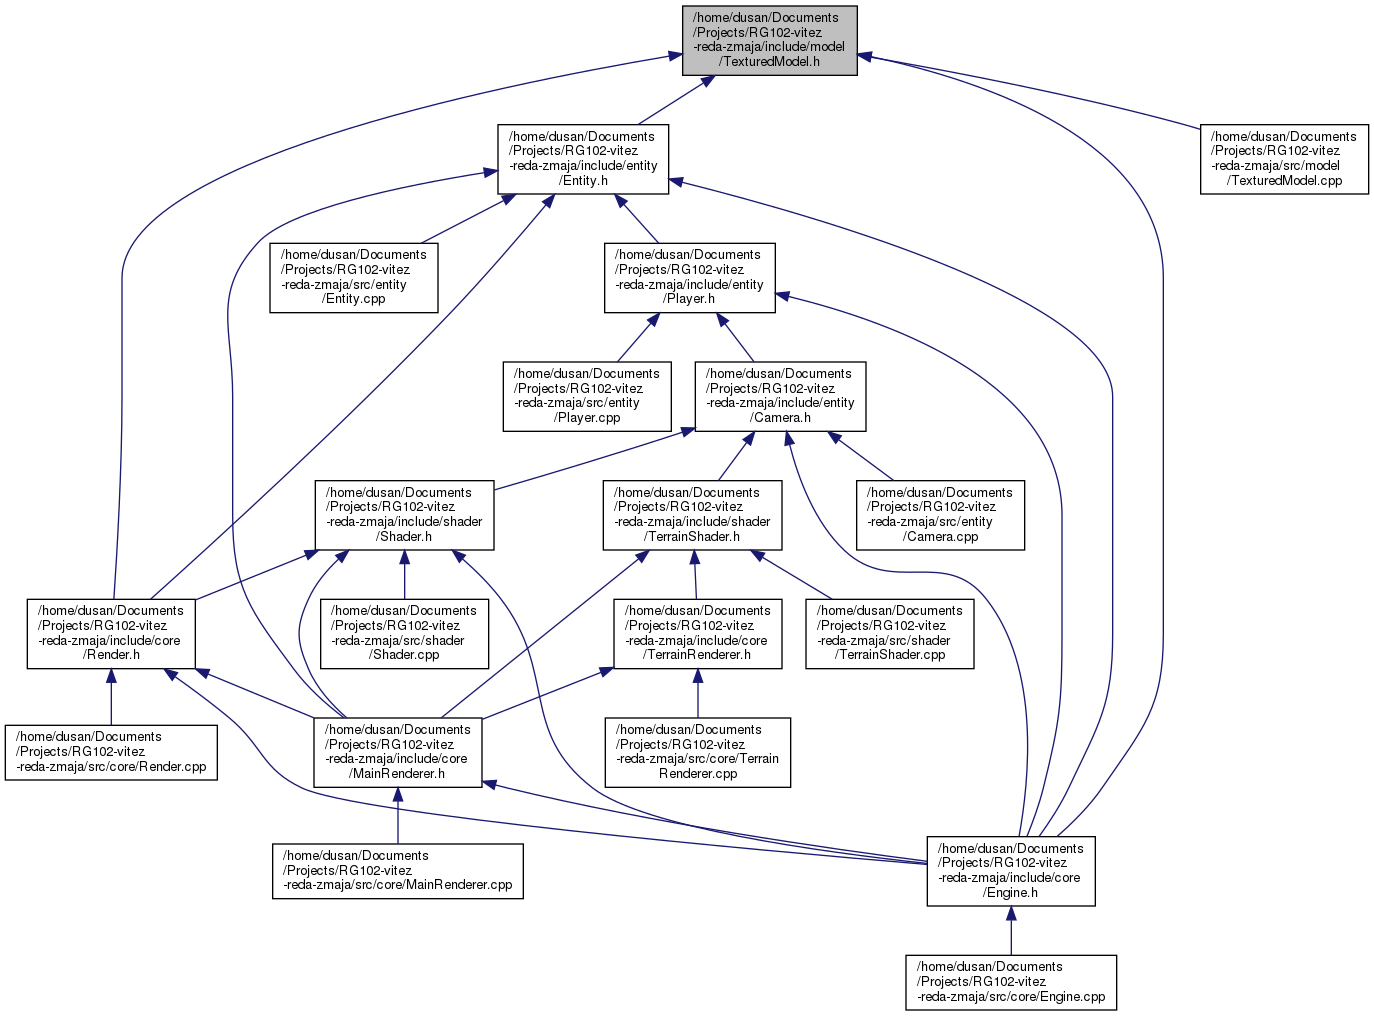 /home/dusan/Documents
/Projects/RG102-vitez
-reda-zmaja/include/model
/TexturedModel.h
/home/dusan/Documents
/Projects/RG102-vitez
-reda-zmaja/include/entity
/Entity.h
/home/dusan/Documents
/Projects/RG102-vitez
-reda-zmaja/src/model
/TexturedModel.cpp
/home/dusan/Documents
/Projects/RG102-vitez
-reda-zmaja/src/entity
/Entity.cpp
/home/dusan/Documents
/Projects/RG102-vitez
-reda-zmaja/include/entity
/Player.h
/home/dusan/Documents
/Projects/RG102-vitez
-reda-zmaja/src/entity
/Player.cpp
/home/dusan/Documents
/Projects/RG102-vitez
-reda-zmaja/include/entity
/Camera.h
/home/dusan/Documents
/Projects/RG102-vitez
-reda-zmaja/include/shader
/Shader.h
/home/dusan/Documents
/Projects/RG102-vitez
-reda-zmaja/include/shader
/TerrainShader.h
/home/dusan/Documents
/Projects/RG102-vitez
-reda-zmaja/src/entity
/Camera.cpp
/home/dusan/Documents
/Projects/RG102-vitez
-reda-zmaja/include/core
/Render.h
/home/dusan/Documents
/Projects/RG102-vitez
-reda-zmaja/src/shader
/Shader.cpp
/home/dusan/Documents
/Projects/RG102-vitez
-reda-zmaja/include/core
/TerrainRenderer.h
/home/dusan/Documents
/Projects/RG102-vitez
-reda-zmaja/src/shader
/TerrainShader.cpp
/home/dusan/Documents
/Projects/RG102-vitez
-reda-zmaja/src/core/Render.cpp
/home/dusan/Documents
/Projects/RG102-vitez
-reda-zmaja/include/core
/MainRenderer.h
/home/dusan/Documents
/Projects/RG102-vitez
-reda-zmaja/src/core/Terrain
Renderer.cpp
/home/dusan/Documents
/Projects/RG102-vitez
-reda-zmaja/src/core/MainRenderer.cpp
/home/dusan/Documents
/Projects/RG102-vitez
-reda-zmaja/include/core
/Engine.h
/home/dusan/Documents
/Projects/RG102-vitez
-reda-zmaja/src/core/Engine.cpp